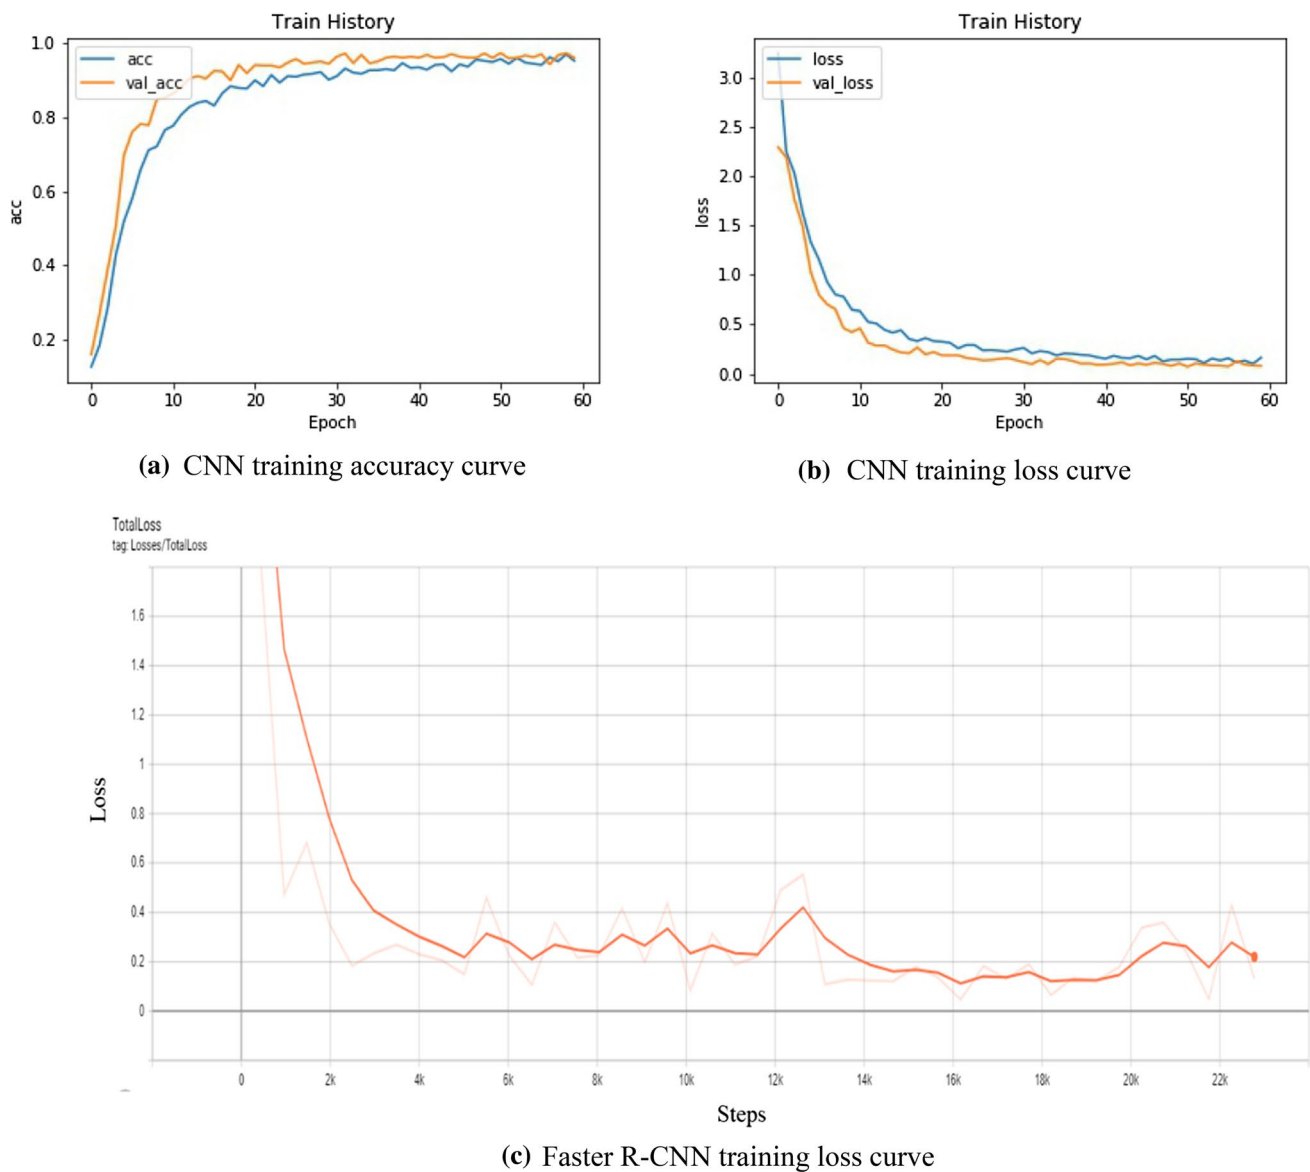 Train History
1.0
0.8
0.6
0.4
0.2
acc
acc
val_acc
0 10 20 30 40 50 60
Epoch
(a) CNN training accuracy curve
Train History
3.0
2.5
2.0
1.5
1.0
0.5
0.0
loss
loss
val_loss
0 10 20 30 40 50 60
Epoch
(b) CNN training loss curve
TotalLoss
tag: Losses/TotalLoss
1.6
1.4
1.2
1
0.8
0.6
0.4
0.2
0
Loss
0 2k 4k 6k 8k 10k 12k 14k 16k 18k 20k 22k
Steps
(c) Faster R-CNN training loss curve